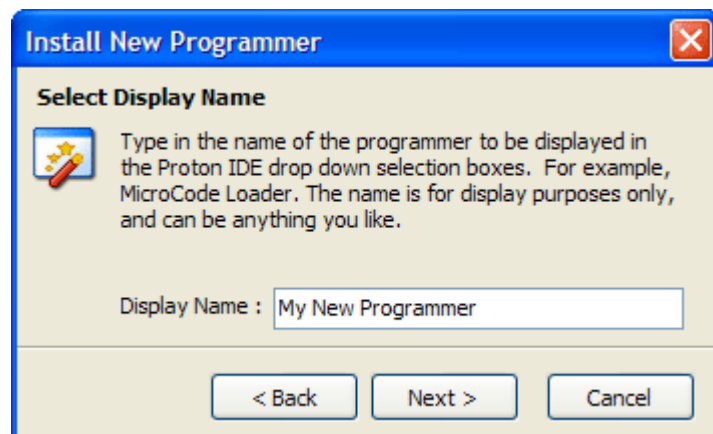 Install New Programmer
Select Display Name
Type in the name of the programmer to be displayed in
the Proton IDE drop down selection boxes.  For example,
MicroCode Loader. The name is for display purposes only,
and can be anything you like.
Display Name : My New Programmer
< Back Next > Cancel